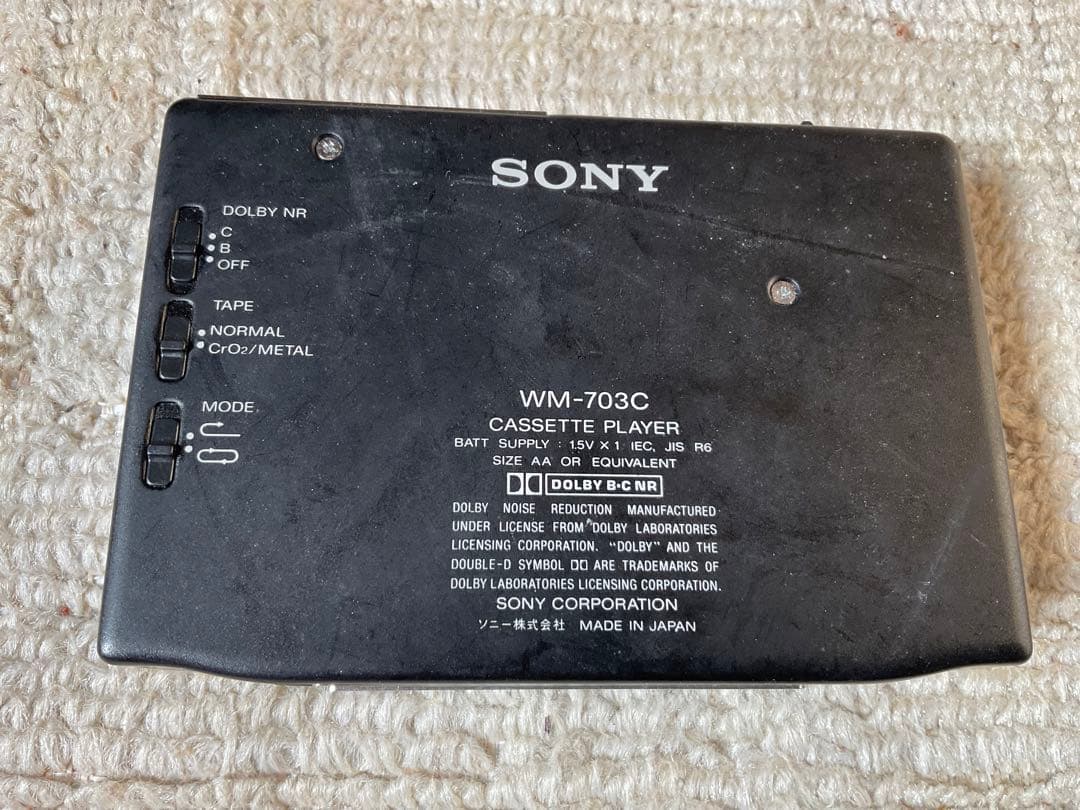 SONY
DOLBY NR
C
B
OFF
TAPE
NORMAL
CrO2/METAL
MODE
WM-703C
CASSETTE PLAYER
BATT SUPPLY : 1.5V X 1 IEC, JIS R6
SIZE AA OR EQUIVALENT
DOLBY B·C NR
DOLBY NOISE REDUCTION MANUFACTURED
UNDER LICENSE FROM DOLBY LABORATORIES
LICENSING CORPORATION. "DOLBY" AND THE
DOUBLE-D SYMBOL ARE TRADEMARKS OF
DOLBY LABORATORIES LICENSING CORPORATION.
SONY CORPORATION
ソニー株式会社 MADE IN JAPAN